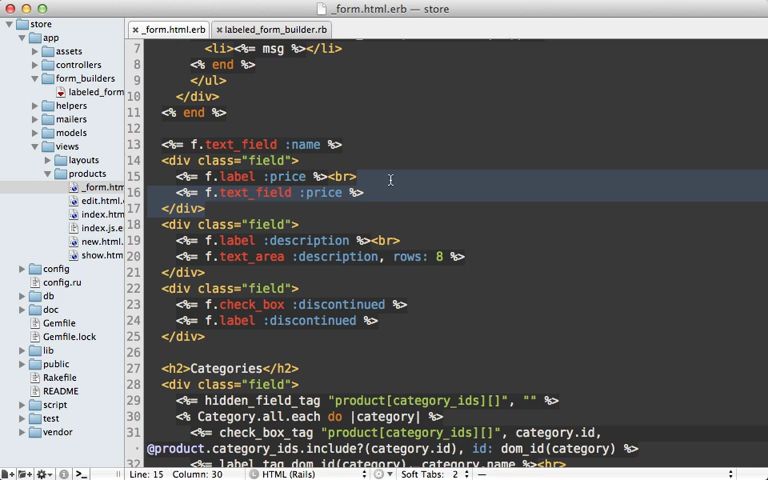 _form.html.erb — store
store
app
assets
controllers
form_builders
labeled_form
helpers
mailers
models
views
layouts
products
_form.htm
edit.html.
index.htm
index.js.e
new.html.
show.htm
config
config.ru
db
doc
Gemfile
Gemfile.lock
lib
public
Rakefile
README
script
test
vendor
_form.html.erb
labeled_form_builder.rb
7 <li><%= msg %></li>
8 <% end %>
9 </ul>
10 </div>
11 <% end %>
12
13 <%= f.text_field :name %>
14 <div class="field">
15 <%= f.label :price %><br>
16 <%= f.text_field :price %>
17 </div>
18 <div class="field">
19 <%= f.label :description %><br>
20 <%= f.text_area :description, rows: 8 %>
21 </div>
22 <div class="field">
23 <%= f.check_box :discontinued %>
24 <%= f.label :discontinued %>
25 </div>
26
27 <h2>Categories</h2>
28 <div class="field">
29 <%= hidden_field_tag "product[category_ids][]", "" %>
30 <% Category.all.each do |category| %>
31 <%= check_box_tag "product[category_ids][]", category.id,
@product.category_ids.include?(category.id), id: dom_id(category) %>
32 <%= label_tag dom_id(category), category.name %><br>
Line: 15 Column: 30
HTML (Rails)
Soft Tabs: 2
—